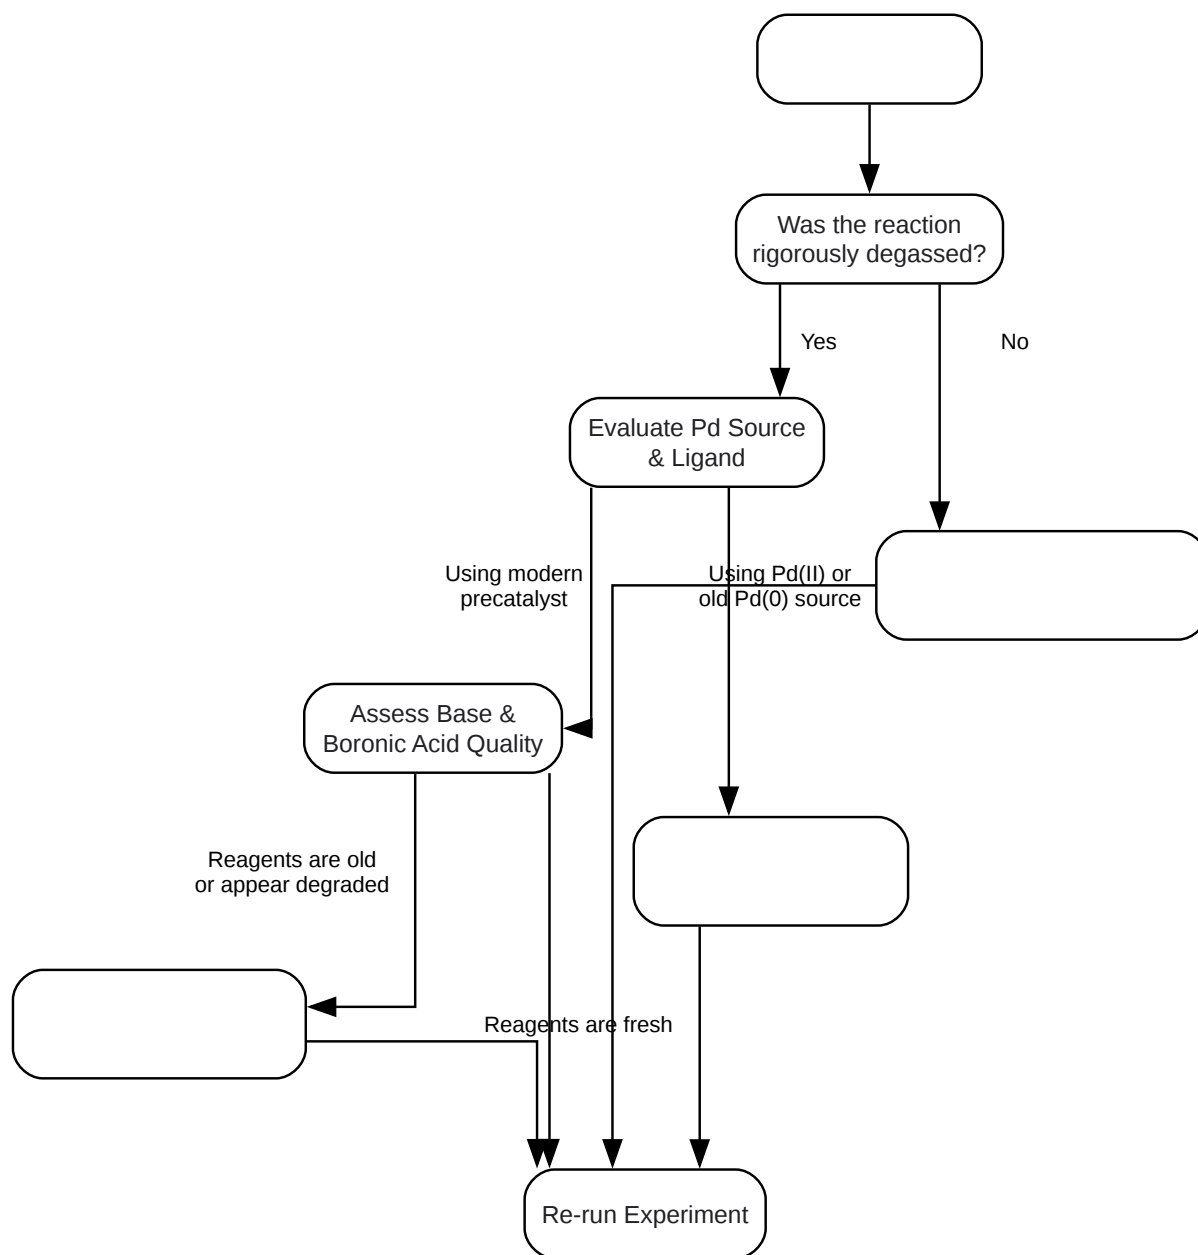 Was the reaction
rigorously degassed?
Yes
No
Evaluate Pd Source
& Ligand
Using modern
precatalyst
Using Pd(II) or
old Pd(0) source
Assess Base &
Boronic Acid Quality
Reagents are old
or appear degraded
Reagents are fresh
Re-run Experiment